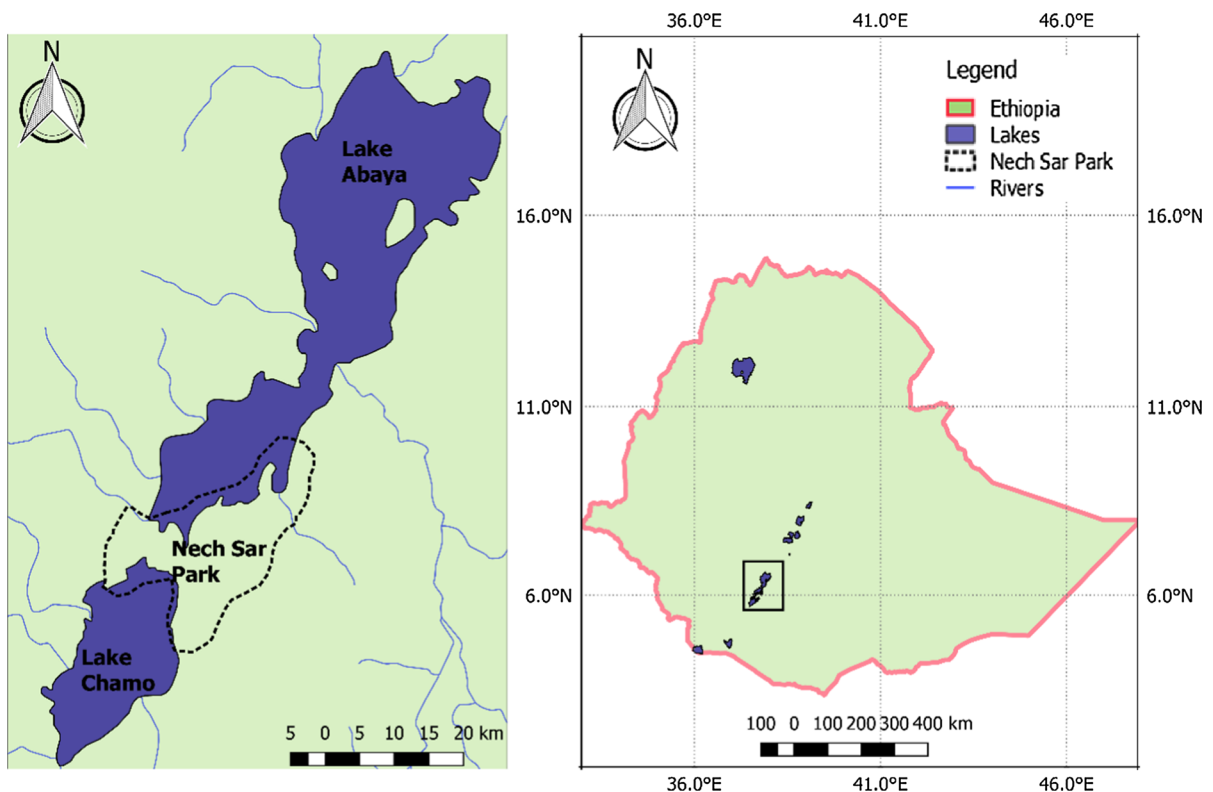 N
Lake
Abaya
Nech Sar
Park
Lake
Chamo
5 0 5 10 15 20 km
36.0°E 41.0°E 46.0°E
N
Legend
Ethiopia
Lakes
Nech Sar Park
Rivers
16.0°N 16.0°N
11.0°N 11.0°N
6.0°N 6.0°N
100 0 100 200 300 400 km
36.0°E 41.0°E 46.0°E